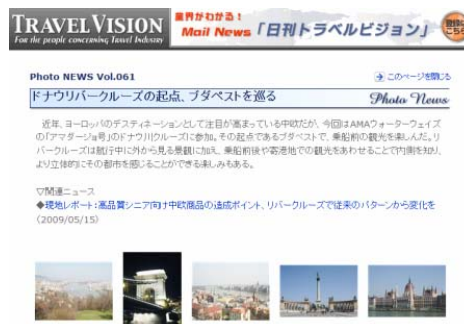 TRAVEL VISION
For the people concerning Travel Industry
業界がわかる！
Mail News「日刊トラベルビジョン」
登録は
こちら
Photo NEWS Vol.061
このページを閉じる
ドナウリバークルーズの起点、ブダペストを巡る
Photo News
近年、ヨーロッパのデスティネーションとして注目が高まっている中欧だが、今回はAMAウォーターウェイズ
の「アマダージョ号」のドナウ川クルーズに参加。その起点であるブダペストで、乗船前の観光を楽しんだ。リ
バークルーズは航行中に外から見る景観に加え、乗船前後や寄港地での観光をあわせることで内側を知り、
より立体的にその都市を感じることができる楽しみもある。
▽関連ニュース
◆現地レポート：高品質シニア向け中欧商品の造成ポイント、リバークルーズで従来のパターンから変化を
（2009/05/15）